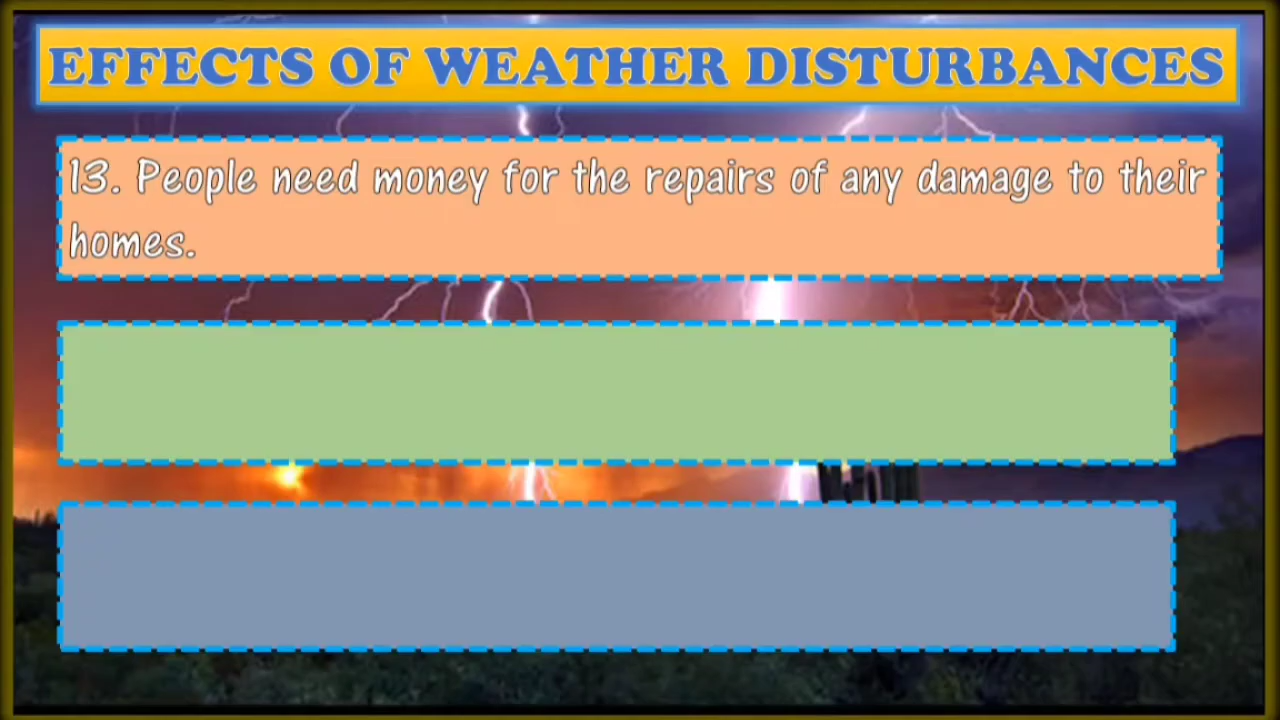 EFFECTS OF WEATHER DISTURBANCES
13. People need money for the repairs of any damage to their
homes.